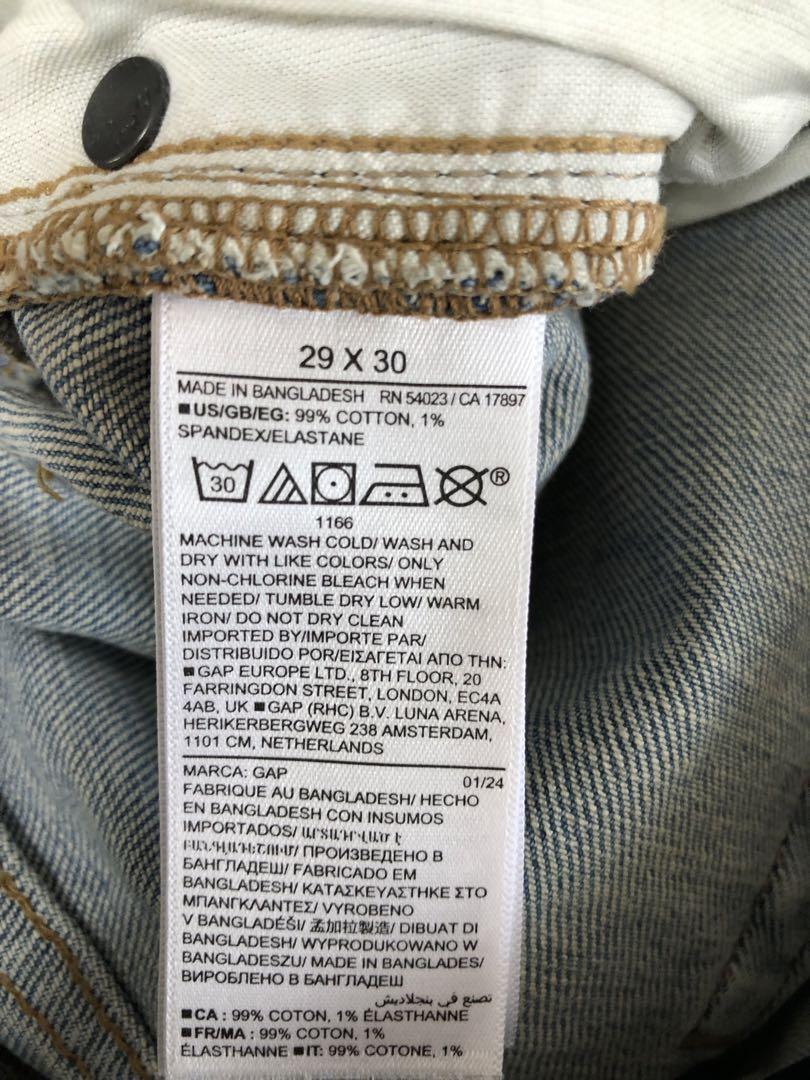 29 X 30
MADE IN BANGLADESH RN 54023 / CA 17897
■US/GB/EG: 99% COTTON, 1%
SPANDEX/ELASTANE
30 ®
1166
MACHINE WASH COLD/ WASH AND
DRY WITH LIKE COLORS/ ONLY
NON-CHLORINE BLEACH WHEN
NEEDED/ TUMBLE DRY LOW/ WARM
IRON/ DO NOT DRY CLEAN
IMPORTED BY/IMPORTE PAR/
DISTRIBUIDO POR/ΕΙΣΑΓΕΤΑΙ ΑΠΟ ΤΗΝ:
■GAP EUROPE LTD., 8TH FLOOR, 20
FARRINGDON STREET, LONDON, EC4A
4AB, UK ■GAP (RHC) B.V. LUNA ARENA,
HERIKERBERGWEG 238 AMSTERDAM,
1101 CM, NETHERLANDS
MARCA: GAP 01/24
FABRIQUE AU BANGLADESH/ HECHO
EN BANGLADESH CON INSUMOS
IMPORTADOS/ ԱՐՏԱԴՐՎԱԾ Է
ԲԱՆԳԼԱԴԵՇՈՒՄ/ ПРОИЗВЕДЕНО В
БАНГЛАДЕШ/ FABRICADO EM
BANGLADESH/ ΚΑΤΑΣΚΕΥΑΣΤΗΚΕ ΣΤΟ
ΜΠΑΝΓΚΛΑΝΤΕΣ/ VYROBENO
V BANGLADÉŠI/ 孟加拉製造/ DIBUAT DI
BANGLADESH/ WYPRODUKOWANO W
BANGLADESZU/ MADE IN BANGLADES/
ВИРОБЛЕНО В БАНГЛАДЕШ
تصنع في بنجلاديش
■CA : 99% COTON, 1% ÉLASTHANNE
■FR/MA : 99% COTON, 1%
ÉLASTHANNE ■IT: 99% COTONE, 1%